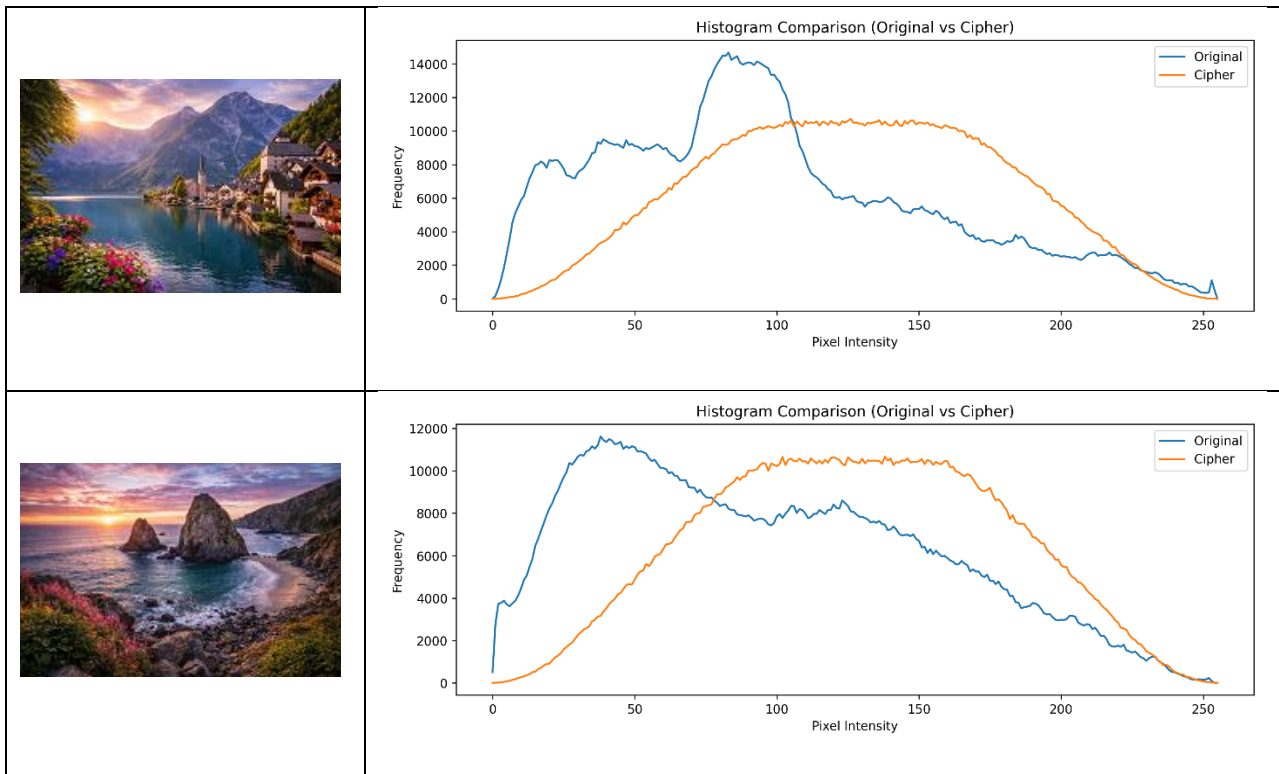 Histogram Comparison (Original vs Cipher)
Original
Cipher
14000
12000
10000
8000
6000
4000
2000
0
Frequency
0 50 100 150 200 250
Pixel Intensity
Histogram Comparison (Original vs Cipher)
Original
Cipher
12000
10000
8000
6000
4000
2000
0
Frequency
0 50 100 150 200 250
Pixel Intensity